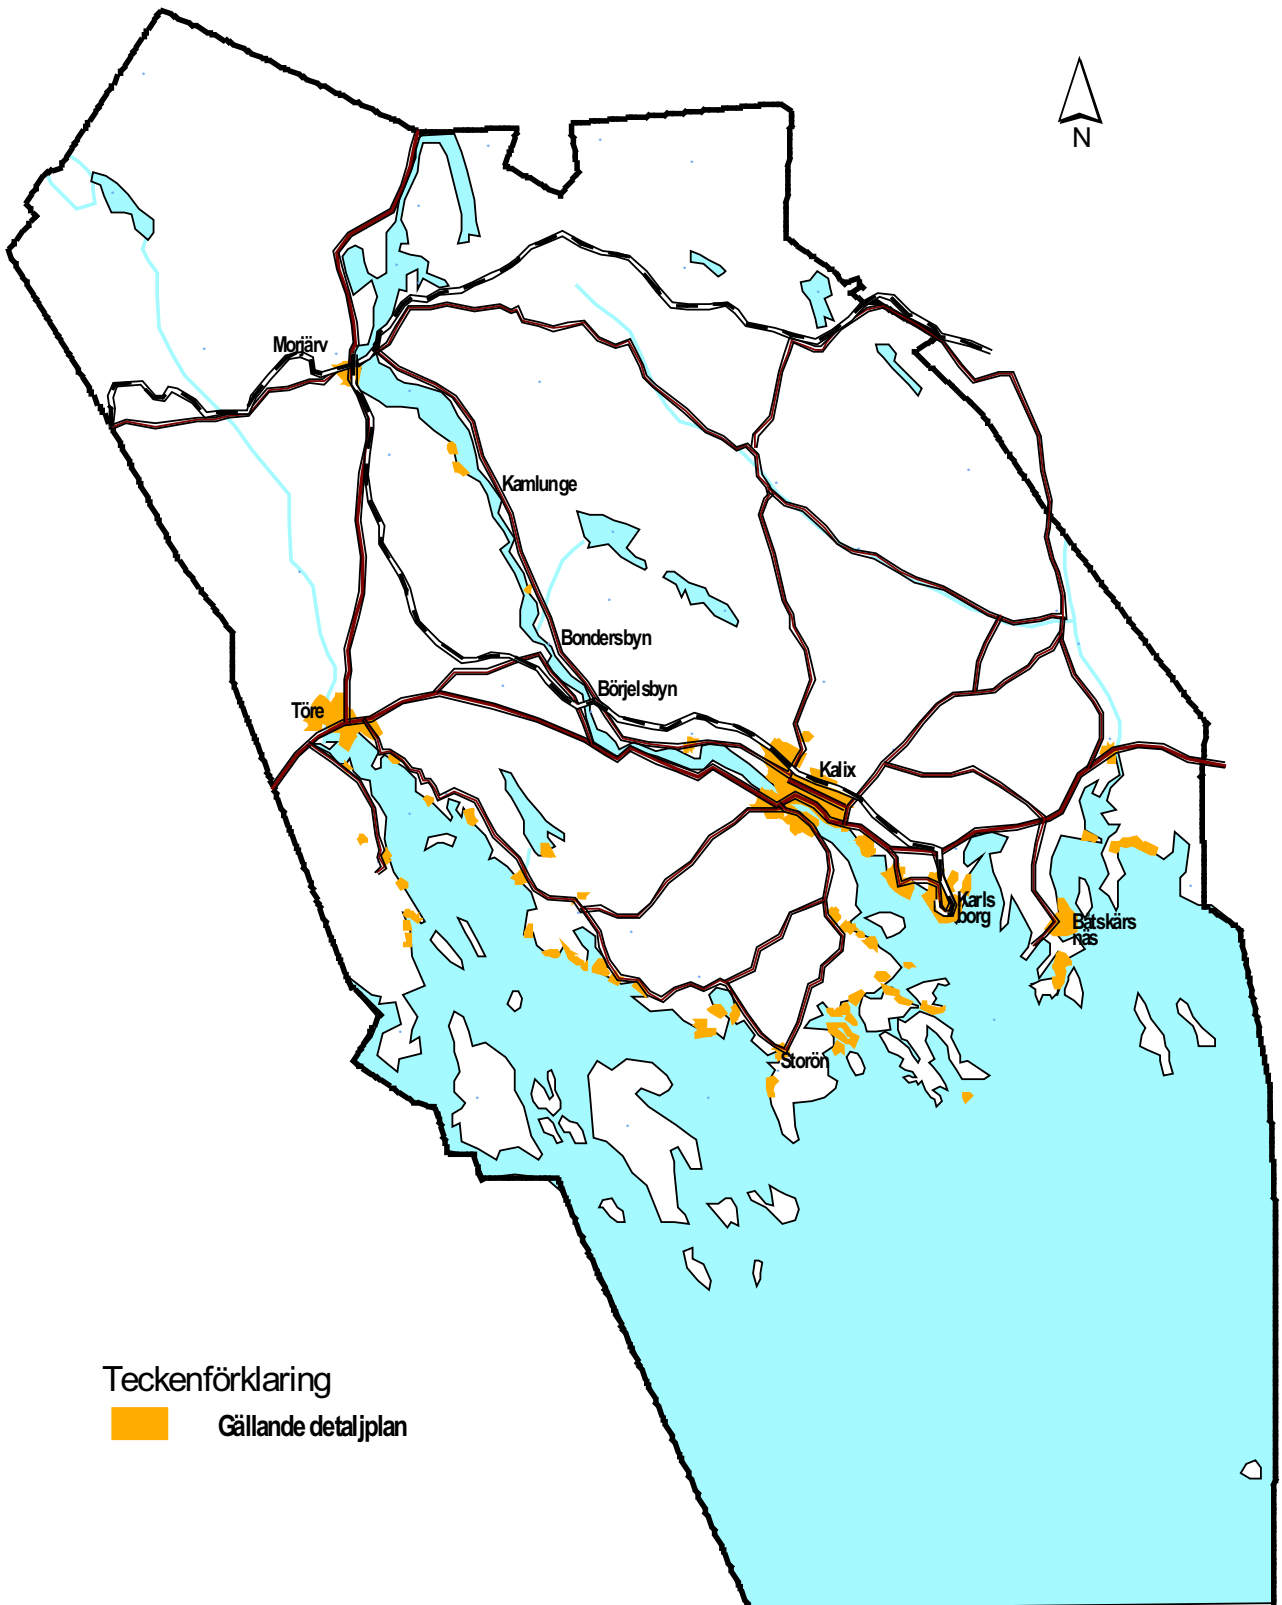 N
Morjärv
Kamlunge
Bondersbyn
Börjelsbyn
Töre
Kalix
Karls
borg
Båtskärs
näs
Storön
Teckenförklaring
Gällande detaljplan